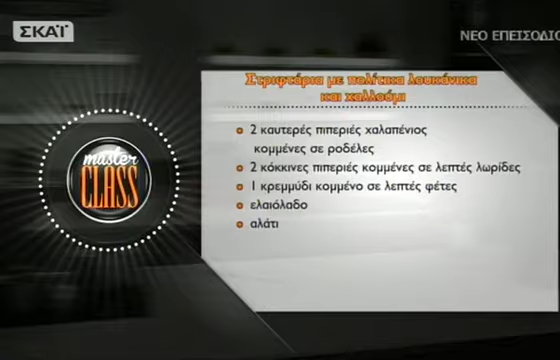 ΣΚΑΪ
ΝΕΟ ΕΠΕΙΣΟΔΙΟ
Στριφτάρια με πολίτικα λουκάνικα
και χαλλούμι
2 καυτερές πιπεριές χαλαπένιος
κομμένες σε ροδέλες
2 κόκκινες πιπεριές κομμένες σε λεπτές λωρίδες
1 κρεμμύδι κομμένο σε λεπτές φέτες
ελαιόλαδο
αλάτι
master
CLASS